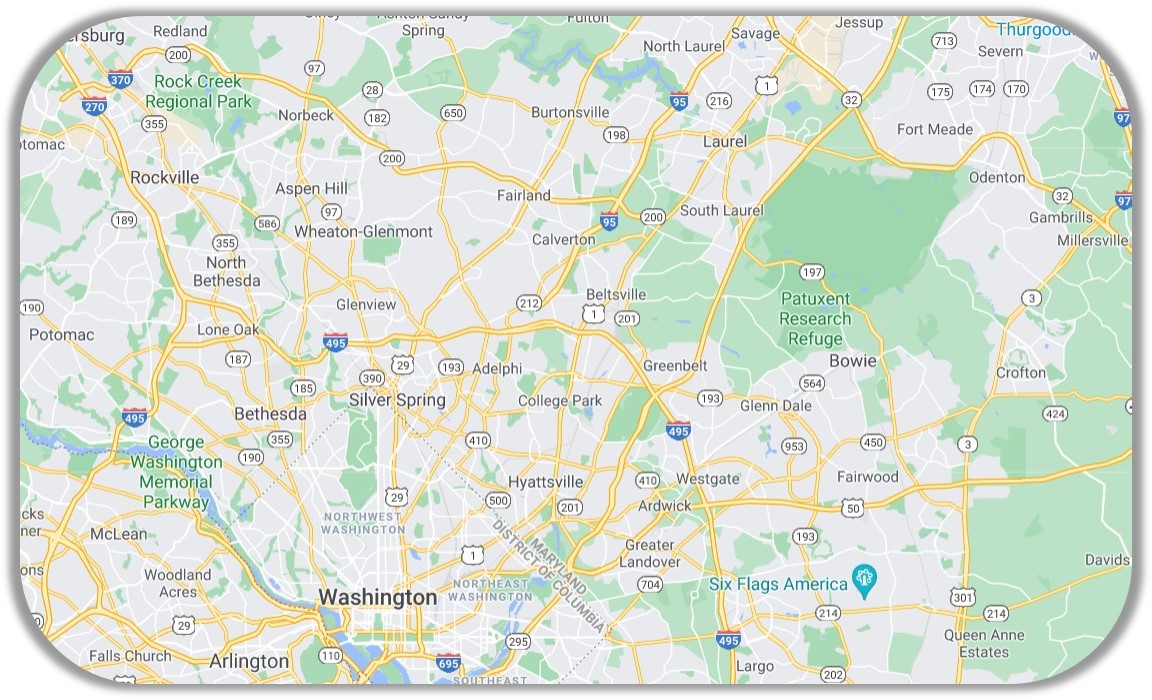 Fulton
Spring
Redland
Savage
Jessup
Thurgood
ersburg
713
North Laurel
Severn
200
97
370
Rock Creek
Regional Park
28
1
175
174
170
270
95
216
32
650
Burtonsville
Norbeck
182
97
355
198
Fort Meade
Laurel
otomac
200
Rockville
Odenton
Aspen Hill
Fairland
32
97
97
South Laurel
189
586
95
200
Gambrills
Wheaton-Glenmont
Calverton
355
Millersville
North
Bethesda
197
Beltsville
Patuxent
Research
Refuge
3
190
Glenview
212
1
201
Potomac
Lone Oak
495
187
29
193
Adelphi
Greenbelt
Bowie
Crofton
390
185
564
Silver Spring
College Park
193
Glenn Dale
495
Bethesda
424
355
410
495
George
Washington
Memorial
Parkway
190
953
450
3
Hyattsville
410
Westgate
Fairwood
29
500
201
Ardwick
50
cks
ner
NORTHWEST
WASHINGTON
McLean
MARYLAND
DISTRICT OF COLUMBIA
193
1
Greater
Landover
Davids
ons
Woodland
Acres
NORTHEAST
WASHINGTON
704
Six Flags America
Washington
301
214
214
29
295
495
Queen Anne
Estates
Falls Church
Arlington
110
695
Largo
202
SOUTHEAST